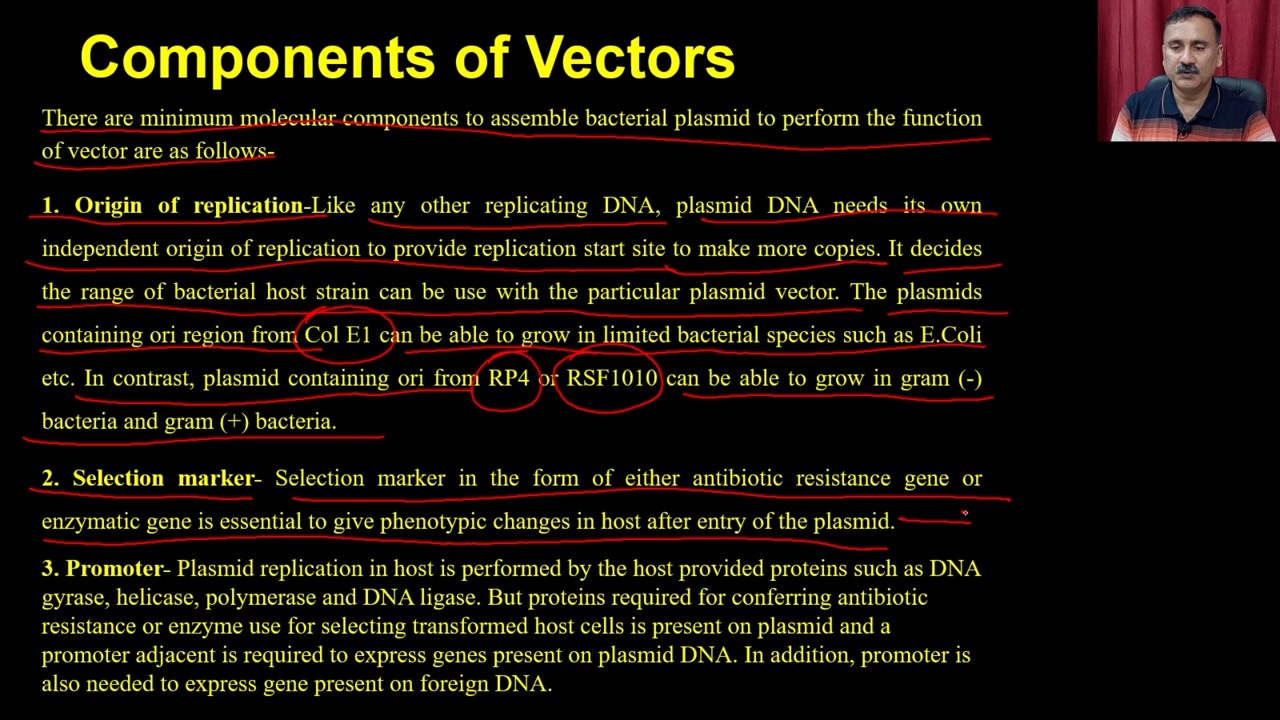 Components of Vectors
There are minimum molecular components to assemble bacterial plasmid to perform the function
of vector are as follows-
1. Origin of replication-Like any other replicating DNA, plasmid DNA needs its own
independent origin of replication to provide replication start site to make more copies. It decides
the range of bacterial host strain can be use with the particular plasmid vector. The plasmids
containing ori region from Col E1 can be able to grow in limited bacterial species such as E.Coli
etc. In contrast, plasmid containing ori from RP4 or RSF1010 can be able to grow in gram (-)
bacteria and gram (+) bacteria.
2. Selection marker- Selection marker in the form of either antibiotic resistance gene or
enzymatic gene is essential to give phenotypic changes in host after entry of the plasmid.
3. Promoter- Plasmid replication in host is performed by the host provided proteins such as DNA
gyrase, helicase, polymerase and DNA ligase. But proteins required for conferring antibiotic
resistance or enzyme use for selecting transformed host cells is present on plasmid and a
promoter adjacent is required to express genes present on plasmid DNA. In addition, promoter is
also needed to express gene present on foreign DNA.